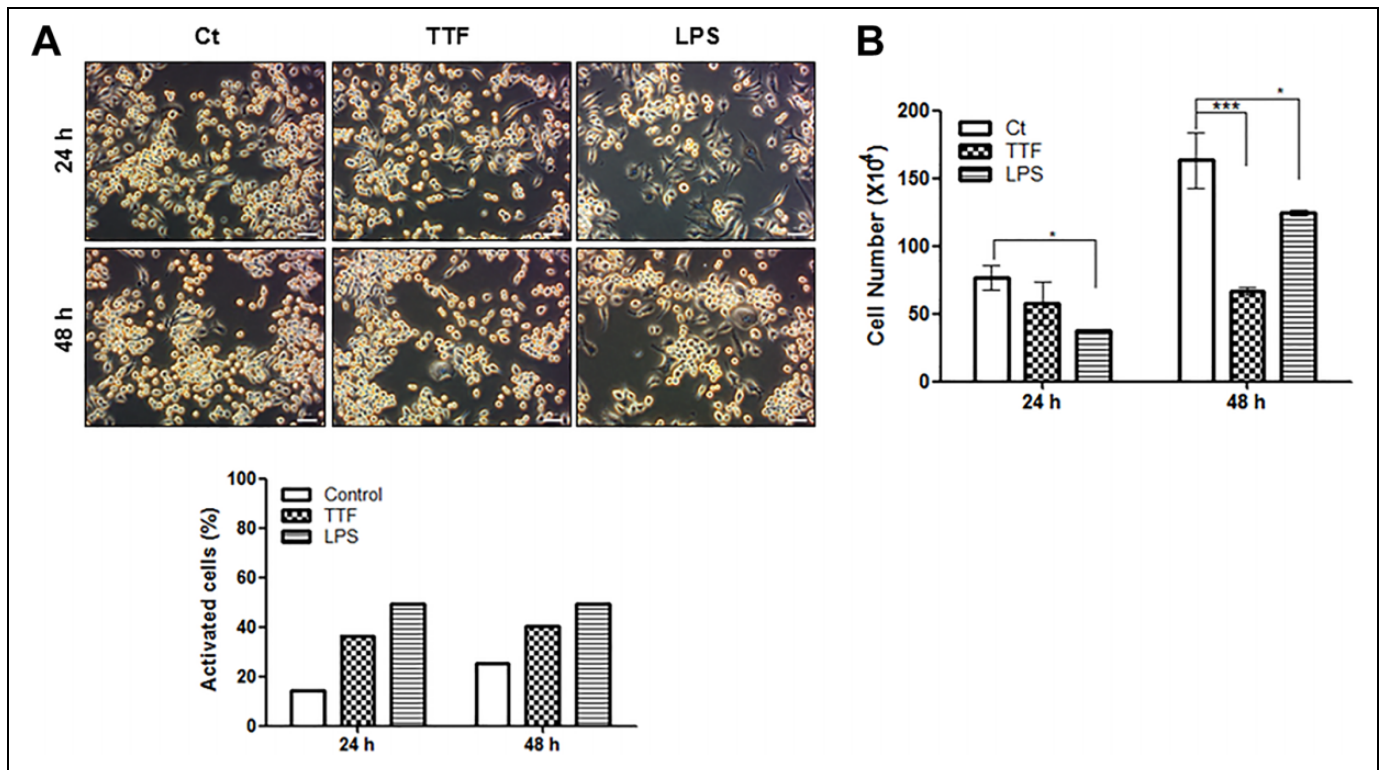 A
Ct TTF LPS
24 h
48 h
100
80
60
40
20
0
Activated cells (%)
Control
TTF
LPS
24 h 48 h
B
200
150
100
50
0
Cell Number (X10⁴)
Ct
TTF
LPS
*
***
*
24 h 48 h